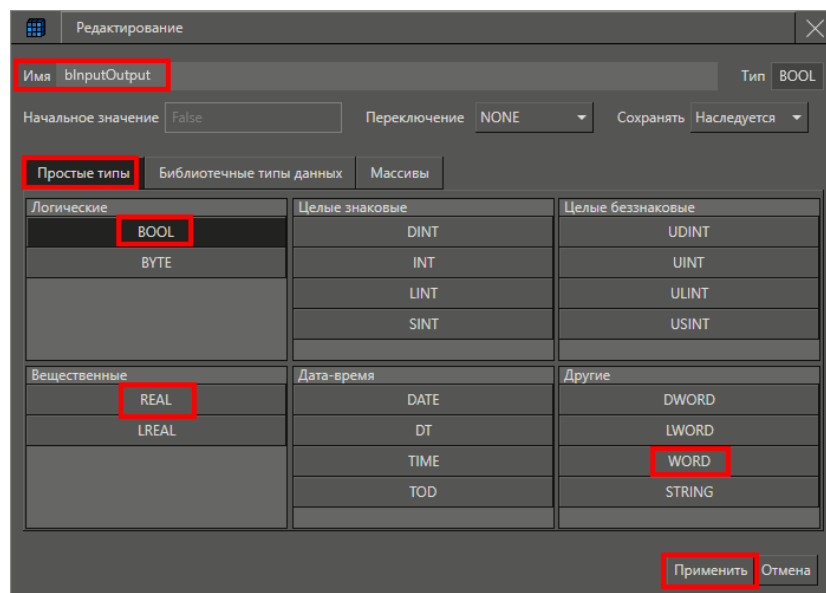 Редактирование
Имя bInputOutput Тип BOOL
Начальное значение False Переключение NONE Сохранять Наследуется
Простые типы Библиотечные типы данных Массивы
Логические Целые знаковые Целые беззнаковые
BOOL DINT UDINT
BYTE INT UINT
LINT ULINT
SINT USINT
Вещественные Дата-время Другие
REAL DATE DWORD
LREAL DT LWORD
TIME WORD
TOD STRING
Применить Отмена